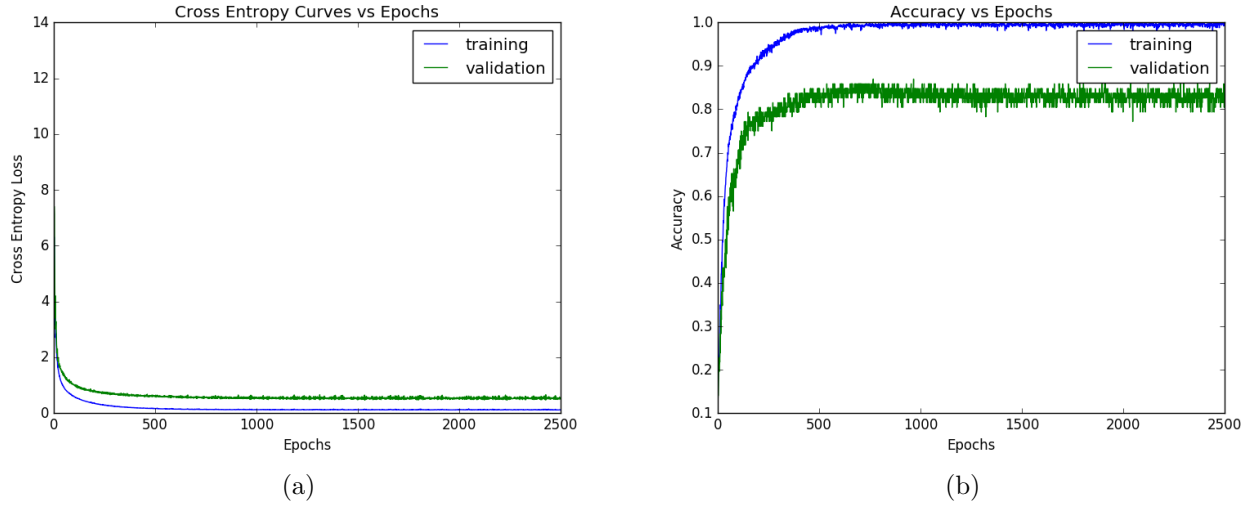 Cross Entropy Curves vs Epochs
14
12
10
8
6
4
2
0
Cross Entropy Loss
training
validation
0 500 1000 1500 2000 2500
Epochs
(a)
Accuracy vs Epochs
1.0
0.9
0.8
0.7
0.6
0.5
0.4
0.3
0.2
0.1
Accuracy
training
validation
0 500 1000 1500 2000 2500
Epochs
(b)